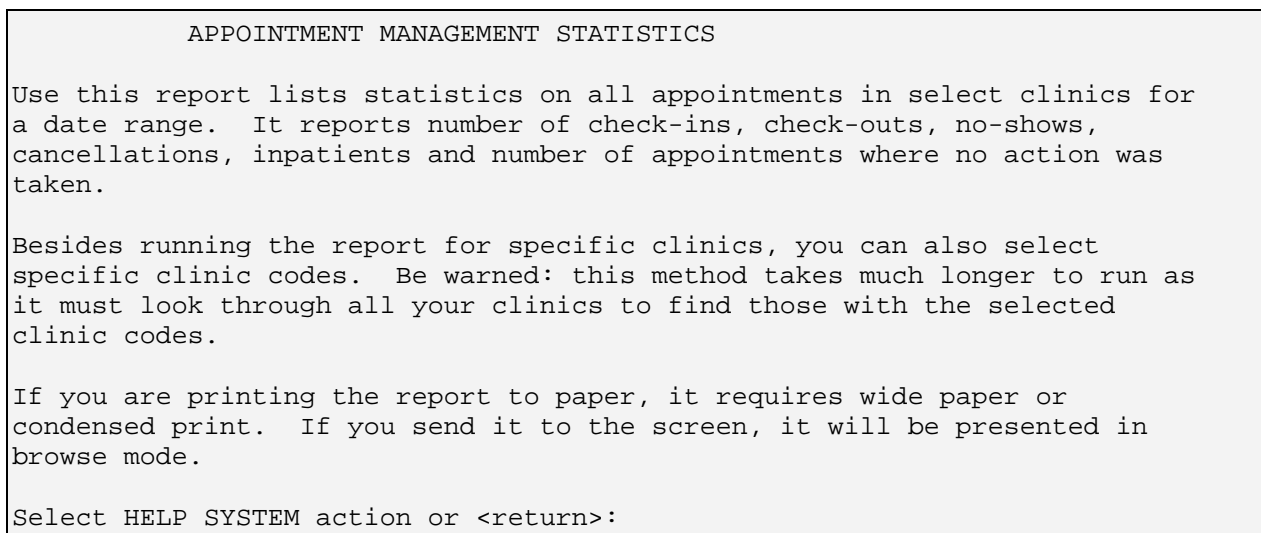 APPOINTMENT MANAGEMENT STATISTICS
Use this report lists statistics on all appointments in select clinics for
a date range.  It reports number of check-ins, check-outs, no-shows,
cancellations, inpatients and number of appointments where no action was
taken.
Besides running the report for specific clinics, you can also select
specific clinic codes.  Be warned: this method takes much longer to run as
it must look through all your clinics to find those with the selected
clinic codes.
If you are printing the report to paper, it requires wide paper or
condensed print.  If you send it to the screen, it will be presented in
browse mode.
Select HELP SYSTEM action or <return>: